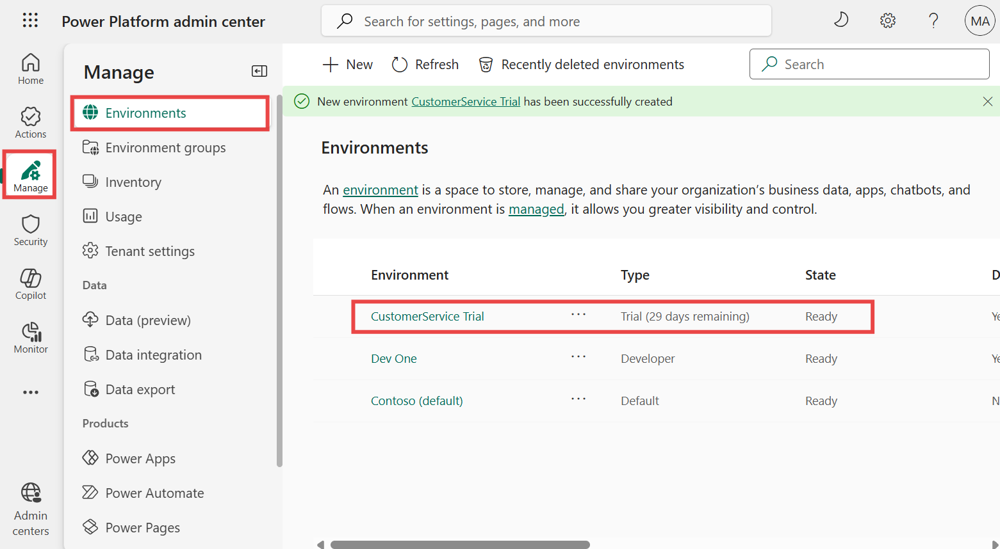 Power Platform admin center
Search for settings, pages, and more
MA
Home
Actions
Manage
Security
Copilot
Monitor
Admin
centers
Manage
Environments
Environment groups
Inventory
Usage
Tenant settings
Data
Data (preview)
Data integration
Data export
Products
Power Apps
Power Automate
Power Pages
New
Refresh
Recently deleted environments
Search
New environment CustomerService Trial has been successfully created
Environments
An environment is a space to store, manage, and share your organization’s business data, apps, chatbots, and
flows. When an environment is managed, it allows you greater visibility and control.
Environment Type State D
CustomerService Trial ... Trial (29 days remaining) Ready Ye
Dev One ... Developer Ready Ye
Contoso (default) ... Default Ready N